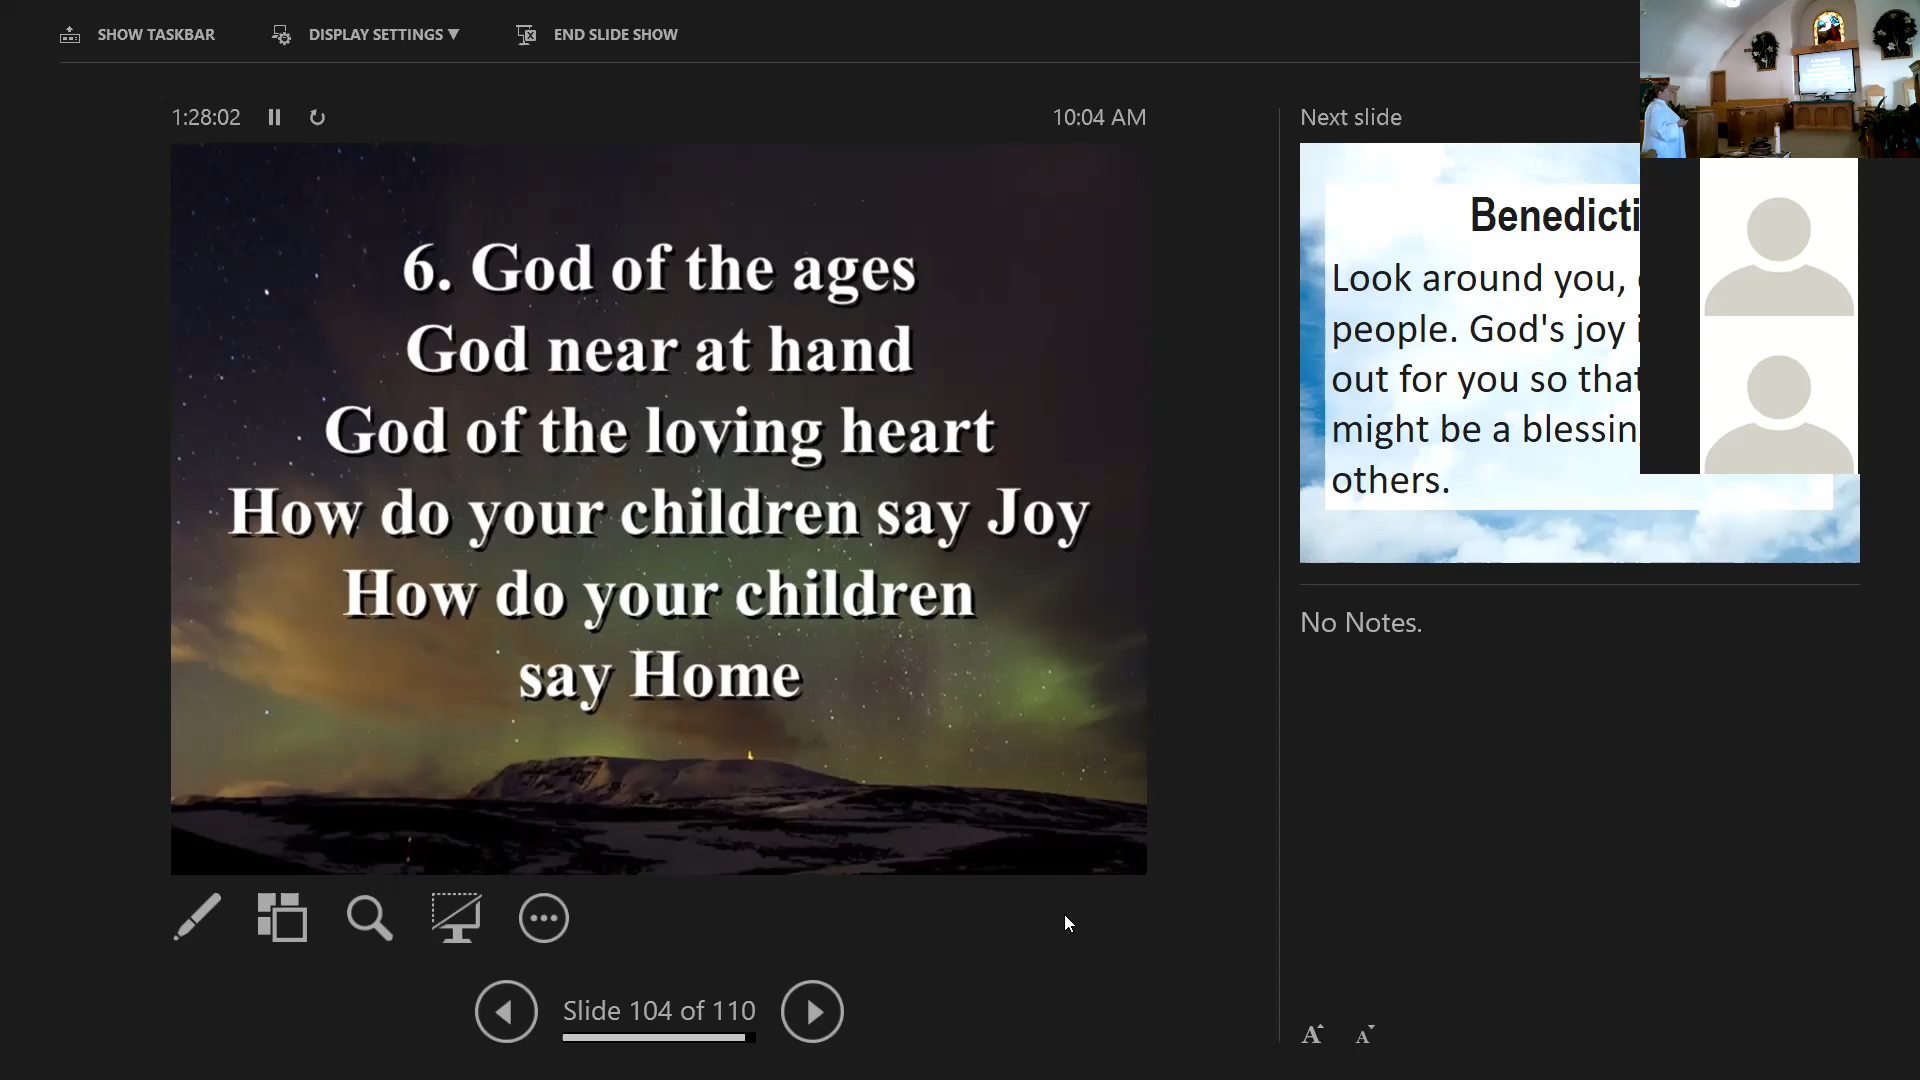 SHOW TASKBAR
DISPLAY SETTINGS ▼
END SLIDE SHOW
1:28:02
10:04 AM
6. God of the ages
God near at hand
God of the loving heart
How do your children say Joy
How do your children
say Home
Slide 104 of 110
Next slide
Look around you,
people. God's joy
out for you so
might be a
others.
No Notes.
A A